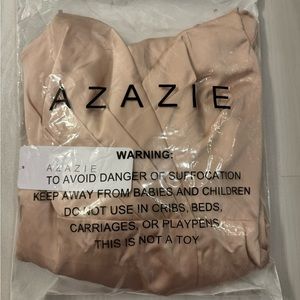 AZAZIE
AZAZIE
WARNING:
TO AVOID DANGER OF SUFFOCATION
KEEP AWAY FROM BABIES AND CHILDREN
DO NOT USE IN CRIBS, BEDS,
CARRIAGES, OR PLAYPENS
THIS IS NOT A TOY